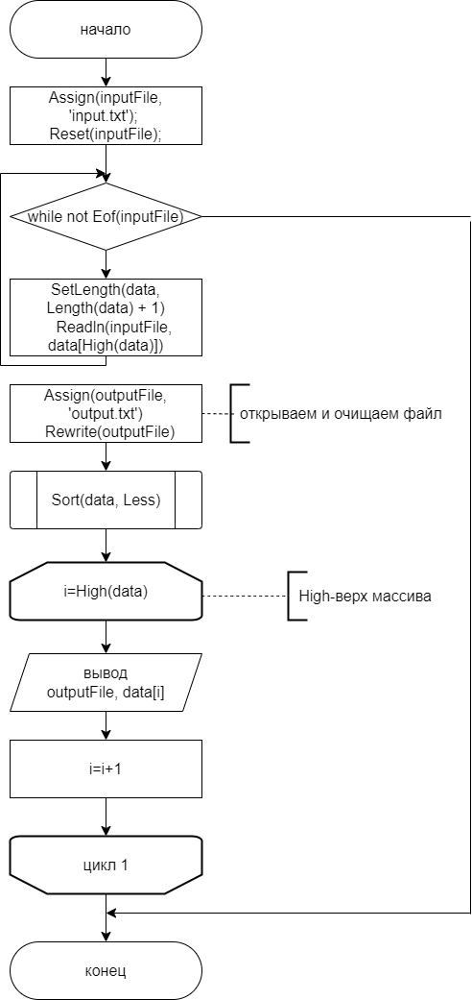 начало
Assign(inputFile,
'input.txt');
Reset(inputFile);
while not Eof(inputFile)
SetLength(data,
Length(data) + 1)
Readln(inputFile,
data[High(data)])
Assign(outputFile,
'output.txt')
Rewrite(outputFile)
открываем и очищаем файл
Sort(data, Less)
i=High(data)
High-верх массива
вывод
outputFile, data[i]
i=i+1
цикл 1
конец